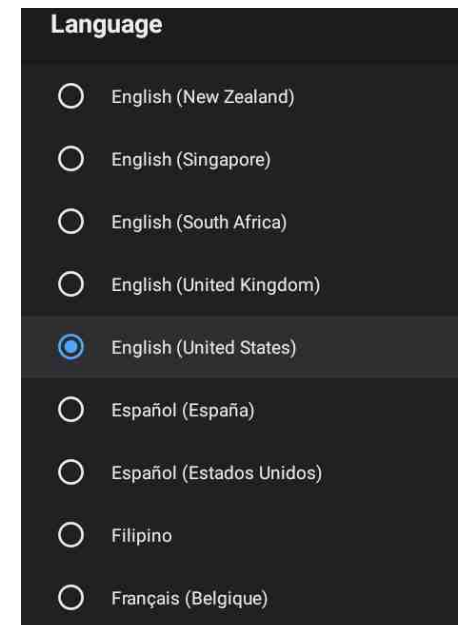 Language
English (New Zealand)
English (Singapore)
English (South Africa)
English (United Kingdom)
English (United States)
Español (España)
Español (Estados Unidos)
Filipino
Français (Belgique)